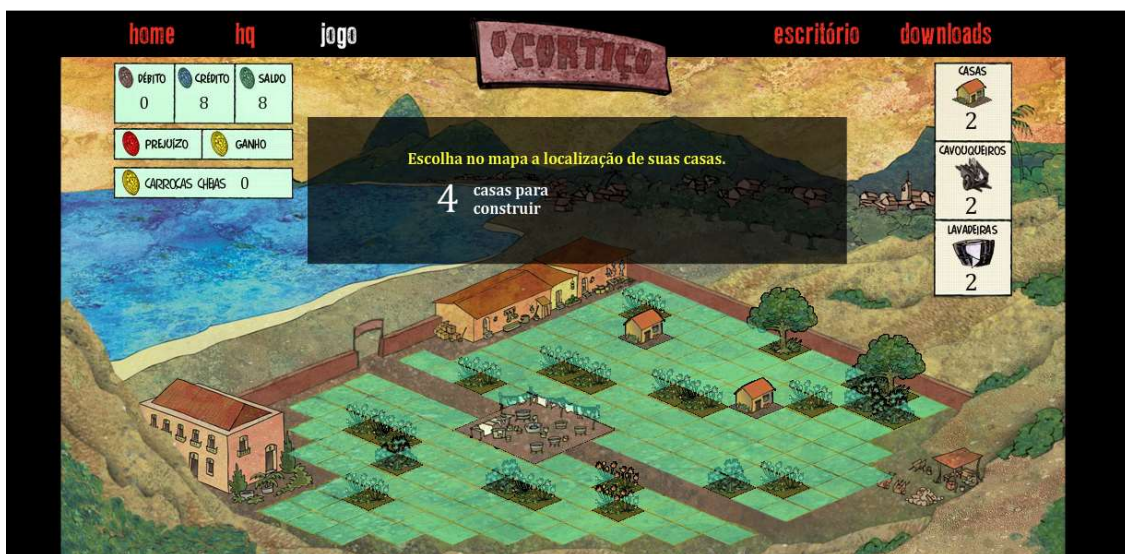 home hq jogo O CORTIÇO escritório downloads
DÉBITO CRÉDITO SALDO
0 8 8
PREJUÍZO GANHO
CARROÇAS CHEIAS 0
Escolha no mapa a localização de suas casas.
4 casas para
construir
CASAS
2
CAVOUQUEIROS
2
LAVADEIRAS
2